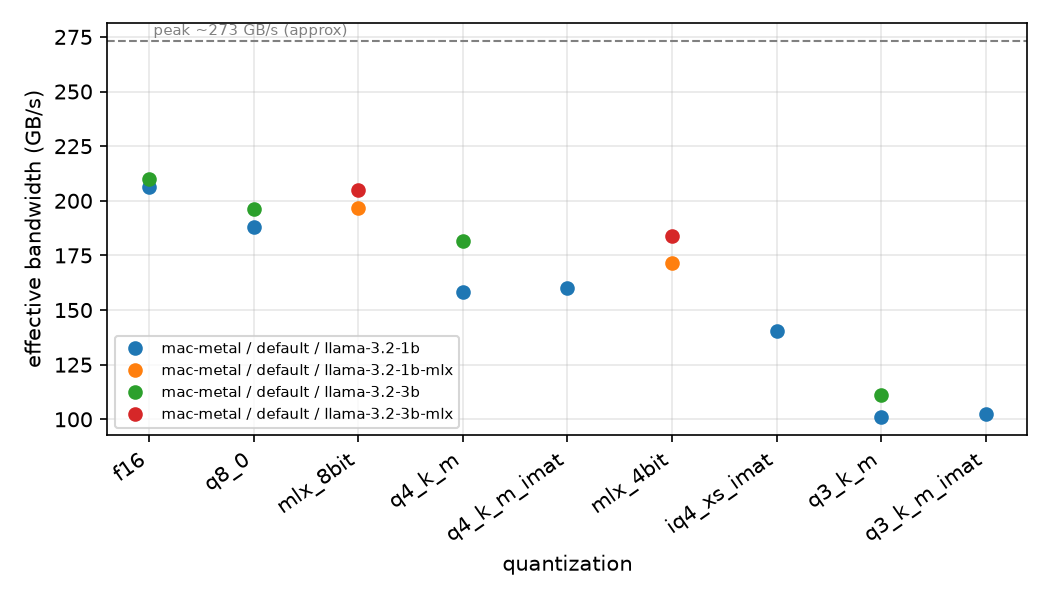 peak ~273 GB/s (approx)
275
250
225
200
175
150
125
100
effective bandwidth (GB/s)
mac-metal / default / llama-3.2-1b
mac-metal / default / llama-3.2-1b-mlx
mac-metal / default / llama-3.2-3b
mac-metal / default / llama-3.2-3b-mlx
f16
q8_0
mlx_8bit
q4_k_m
q4_k_m_imat
mlx_4bit
iq4_xs_imat
q3_k_m
q3_k_m_imat
quantization